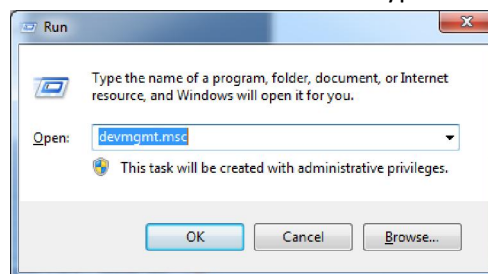 Run
Type the name of a program, folder, document, or Internet
resource, and Windows will open it for you.
Open: devmgmt.msc
This task will be created with administrative privileges.
OK Cancel Browse...